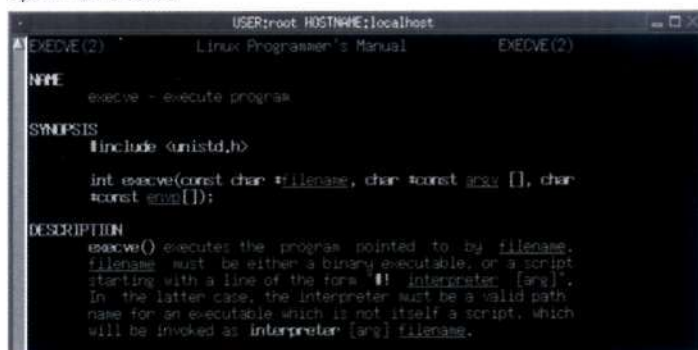 USER:root HOSTNAME:localhost
EXECVE(2) Linux Programmer's Manual EXECVE(2)
NAME
execve - execute program
SYNOPSIS
#include <unistd.h>
int execve(const char *filename, char *const argv [], char
*const envp[]);
DESCRIPTION
execve() executes the program pointed to by filename.
filename must be either a binary executable, or a script
starting with a line of the form "#! interpreter [arg]".
In the latter case, the interpreter must be a valid path
name for an executable which is not itself a script, which
will be invoked as interpreter [arg] filename.